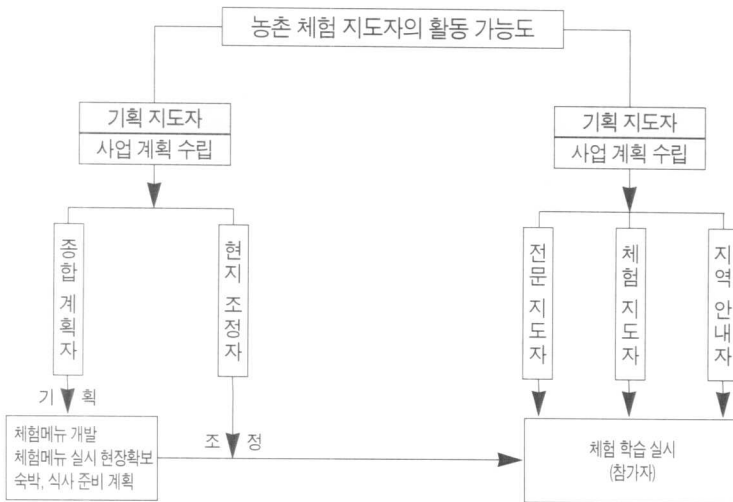 농촌 체험 지도자의 활동 가능도
기획 지도자
사업 계획 수립
기획 지도자
사업 계획 수립
종합 계획자
현지 조정자
전문 지도자
체험 지도자
지역 안내자
기 획
체험메뉴 개발
체험메뉴 실시 현장확보
숙박, 식사 준비 계획
조 정
체험 학습 실시
(참가자)